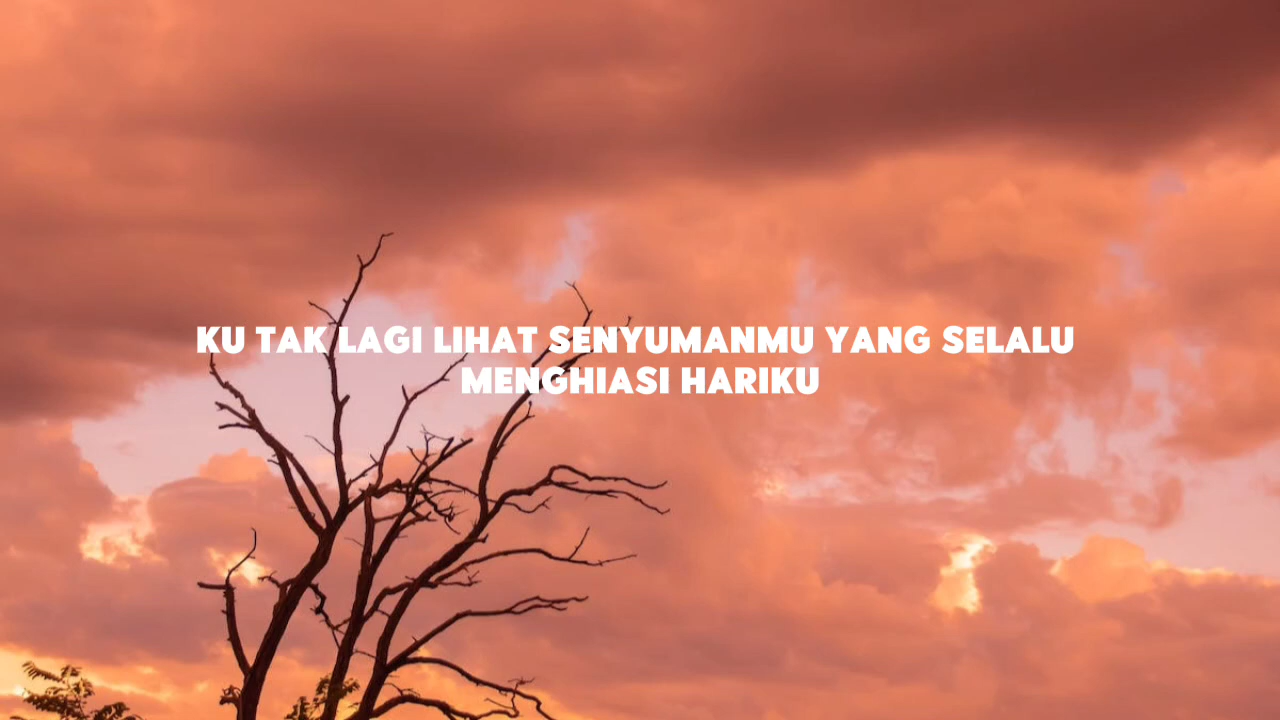 KU TAK LAGI LIHAT SENYUMANMU YANG SELALU
MENGHIASI HARIKU